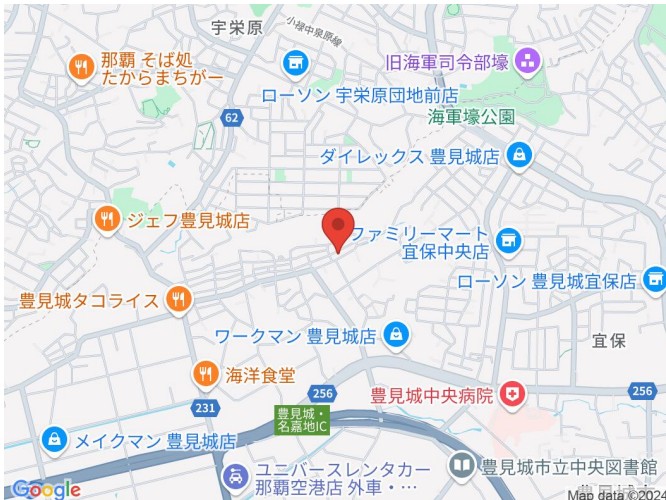 宇栄原
小禄中泉原線
那覇 そば処
たからまちがー
ローソン 宇栄原団地前店
旧海軍司令部壕
海軍壕公園
62
ダイレックス 豊見城店
ジェフ豊見城店
ファミリーマート
宜保中央店
ローソン 豊見城宜保店
豊見城タコライス
ワークマン 豊見城店
宜保
海洋食堂
256
豊見城中央病院
256
231
豊見城・
名嘉地IC
メイクマン 豊見城店
ユニバースレンタカー
那覇空港店 外車・…
豊見城市立中央図書館
Google
Map data ©2024